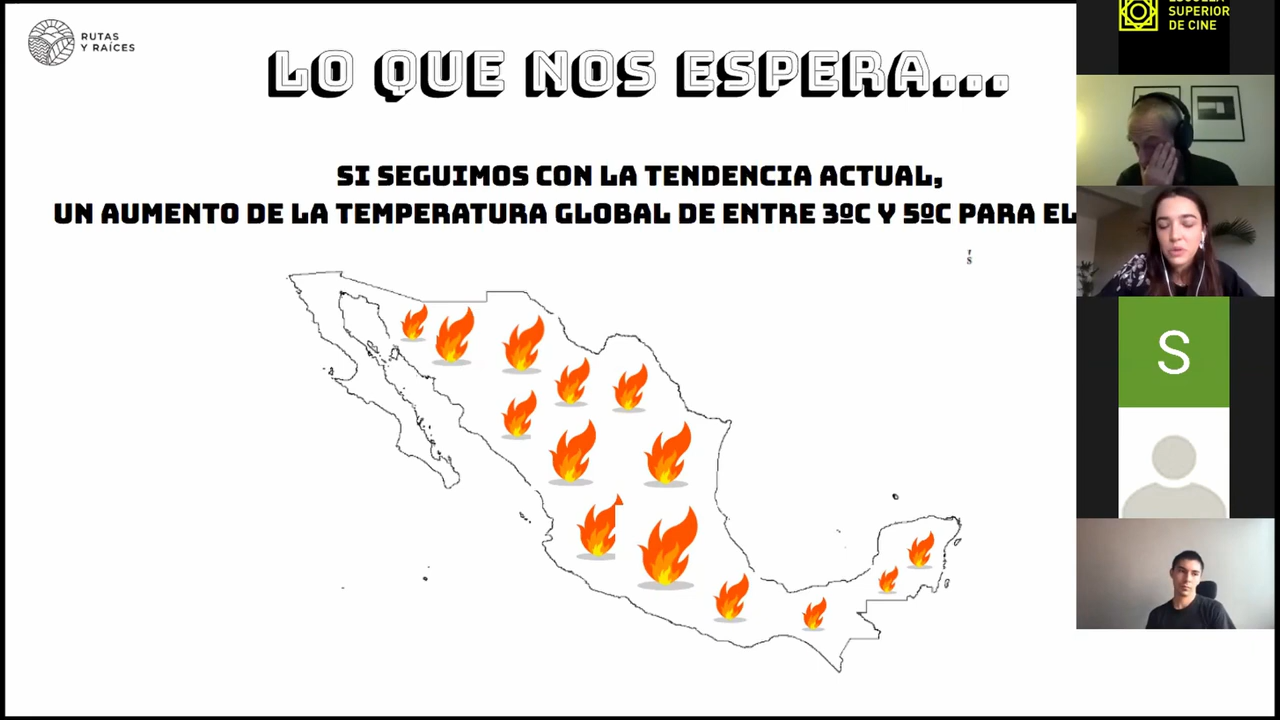 RUTAS
Y RAÍCES
LO QUE NOS ESPERA...
SI SEGUIMOS CON LA TENDENCIA ACTUAL,
UN AUMENTO DE LA TEMPERATURA GLOBAL DE ENTRE 3ºC Y 5ºC PARA EL
SUPERIOR
DE CINE
S